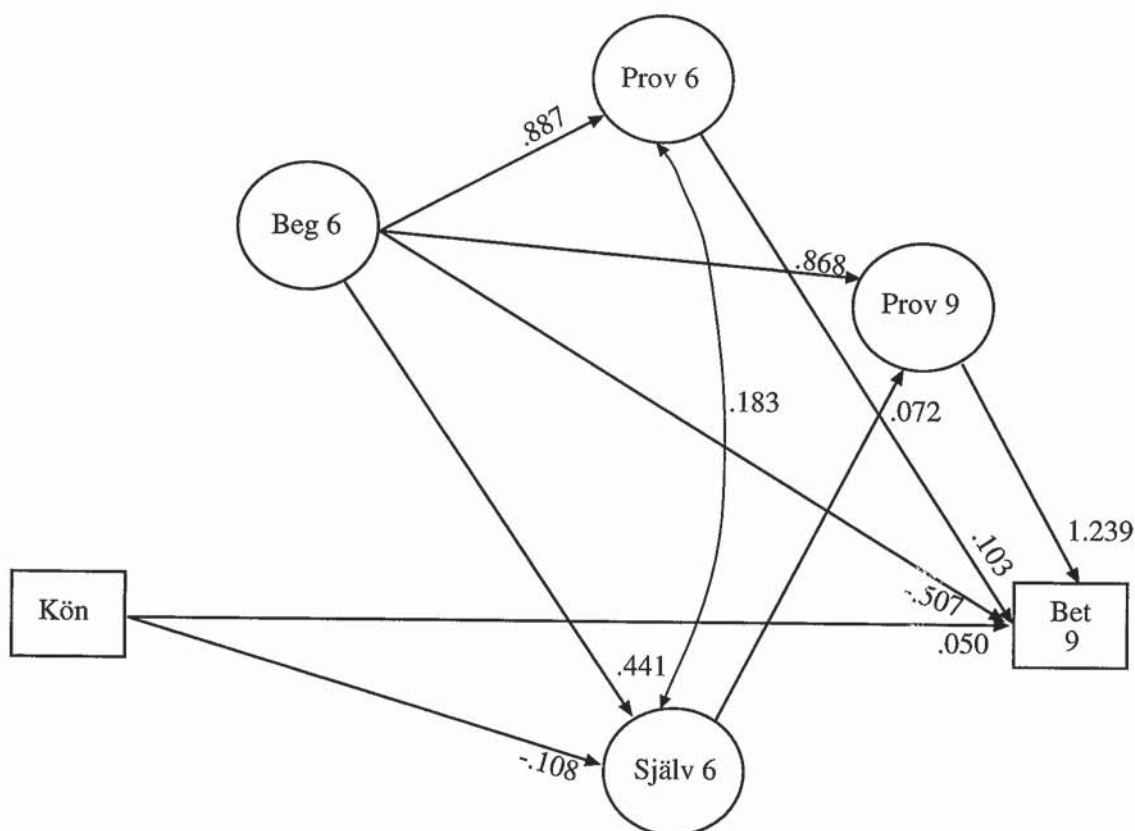 Prov 6
.887
Beg 6
.868
Prov 9
.183
.072
.103
1.239
-.507
Kön
Bet
9
.050
.441
-.108
Själv 6